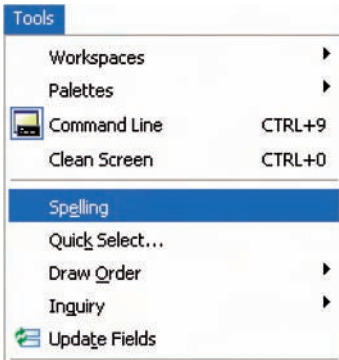 Tools
Workspaces
Palettes
Command Line CTRL+9
Clean Screen CTRL+0
Spelling
Quick Select...
Draw Order
Inquiry
Update Fields